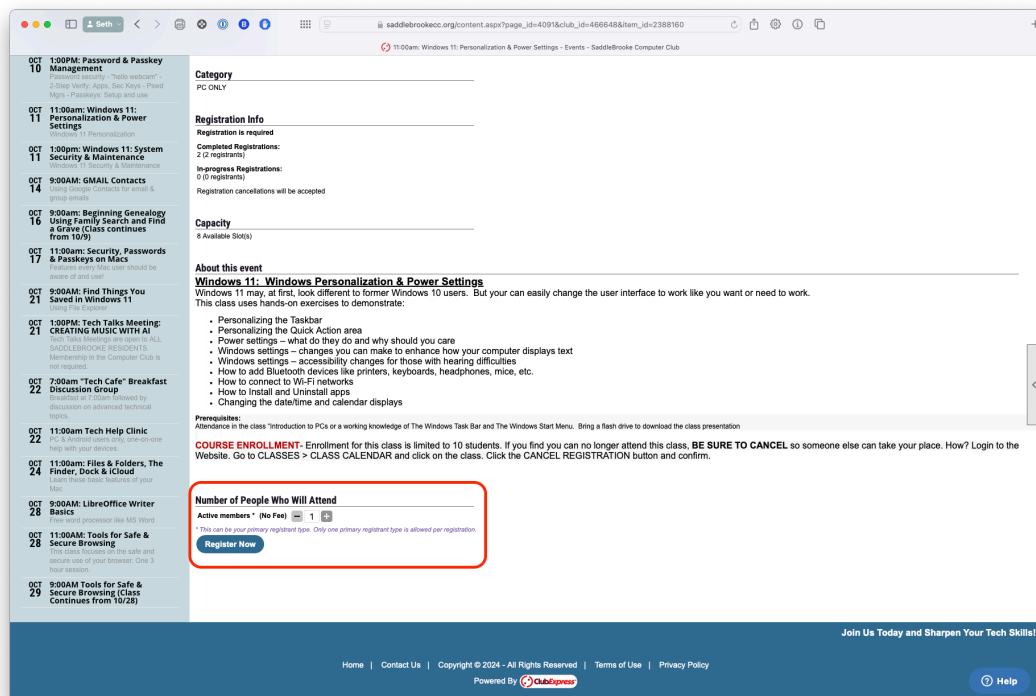 Seth
saddlebrookecc.org/content.aspx?page_id=4091&club_id=466648&item_id=2388160
11:00am: Windows 11: Personalization & Power Settings - Events - SaddleBrooke Computer Club
OCT 10
1:00PM: Password & Passkey
Management
Password security - "hello webcam" -
2-Step Verify: Apps, Sec Keys - Pswd
Mgrs - Passkeys: Setup and use
OCT 11
11:00am: Windows 11:
Personalization & Power
Settings
Windows 11 Personalization
OCT 11
1:00pm: Windows 11: System
Security & Maintenance
Windows 11 Security & Maintenance
OCT 14
9:00AM: GMAIL Contacts
Using Google Contacts for email &
group emails
OCT 16
9:00am: Beginning Genealogy
Using Family Search and Find
a Grave (Class continues
from 10/9)
OCT 17
11:00am: Security, Passwords
& Passkeys on Macs
Features every Mac user should be
aware of and use!
OCT 21
9:00AM: Find Things You
Saved in Windows 11
Using File Explorer
OCT 21
1:00PM: Tech Talks Meeting:
CREATING MUSIC WITH AI
Tech Talks Meetings are open to ALL
SADDLEBROOKE RESIDENTS.
Membership in the Computer Club is
not required.
OCT 22
7:00am "Tech Cafe" Breakfast
Discussion Group
Breakfast at 7:00am followed by
discussion on advanced technical
topics.
OCT 22
11:00am Tech Help Clinic
PC & Android users only, one-on-one
help with your devices.
OCT 24
11:00am: Files & Folders, The
Finder, Dock & iCloud
Learn these basic features of your
Mac
OCT 28
9:00AM: LibreOffice Writer
Basics
Free word processor like MS Word
OCT 28
11:00AM: Tools for Safe &
Secure Browsing
This class focuses on the safe and
secure use of your browser. One 3
hour session.
OCT 29
9:00AM Tools for Safe &
Secure Browsing (Class
Continues from 10/28)
Category
PC ONLY
Registration Info
Registration is required
Completed Registrations:
2 (2 registrants)
In-progress Registrations:
0 (0 registrants)
Registration cancellations will be accepted
Capacity
8 Available Slot(s)
About this event
Windows 11: Windows Personalization & Power Settings
Windows 11 may, at first, look different to former Windows 10 users. But your can easily change the user interface to work like you want or need to work.
This class uses hands-on exercises to demonstrate:
• Personalizing the Taskbar
• Personalizing the Quick Action area
• Power settings – what do they do and why should you care
• Windows settings – changes you can make to enhance how your computer displays text
• Windows settings – accessibility changes for those with hearing difficulties
• How to add Bluetooth devices like printers, keyboards, headphones, mice, etc.
• How to connect to Wi-Fi networks
• How to Install and Uninstall apps
• Changing the date/time and calendar displays
Prerequisites:
Attendance in the class "Introduction to PCs or a working knowledge of The Windows Task Bar and The Windows Start Menu. Bring a flash drive to download the class presentation
COURSE ENROLLMENT- Enrollment for this class is limited to 10 students. If you find you can no longer attend this class, BE SURE TO CANCEL so someone else can take your place. How? Login to the
Website. Go to CLASSES > CLASS CALENDAR and click on the class. Click the CANCEL REGISTRATION button and confirm.
Number of People Who Will Attend
Active members * (No Fee) − 1 +
* This can be your primary registrant type. Only one primary registrant type is allowed per registration.
Register Now
Join Us Today and Sharpen Your Tech Skills!
Home | Contact Us | Copyright © 2024 - All Rights Reserved | Terms of Use | Privacy Policy
Powered By ClubExpress
Help